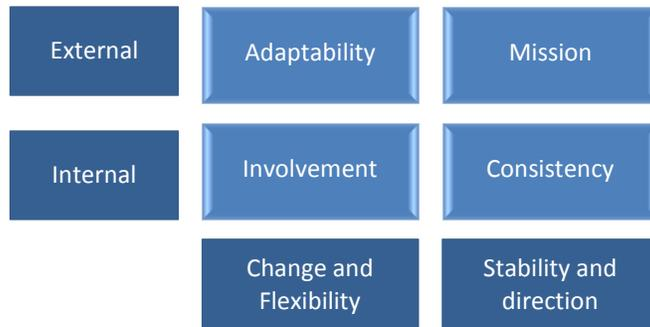 External
Adaptability
Mission
Internal
Involvement
Consistency
Change and
Flexibility
Stability and
direction